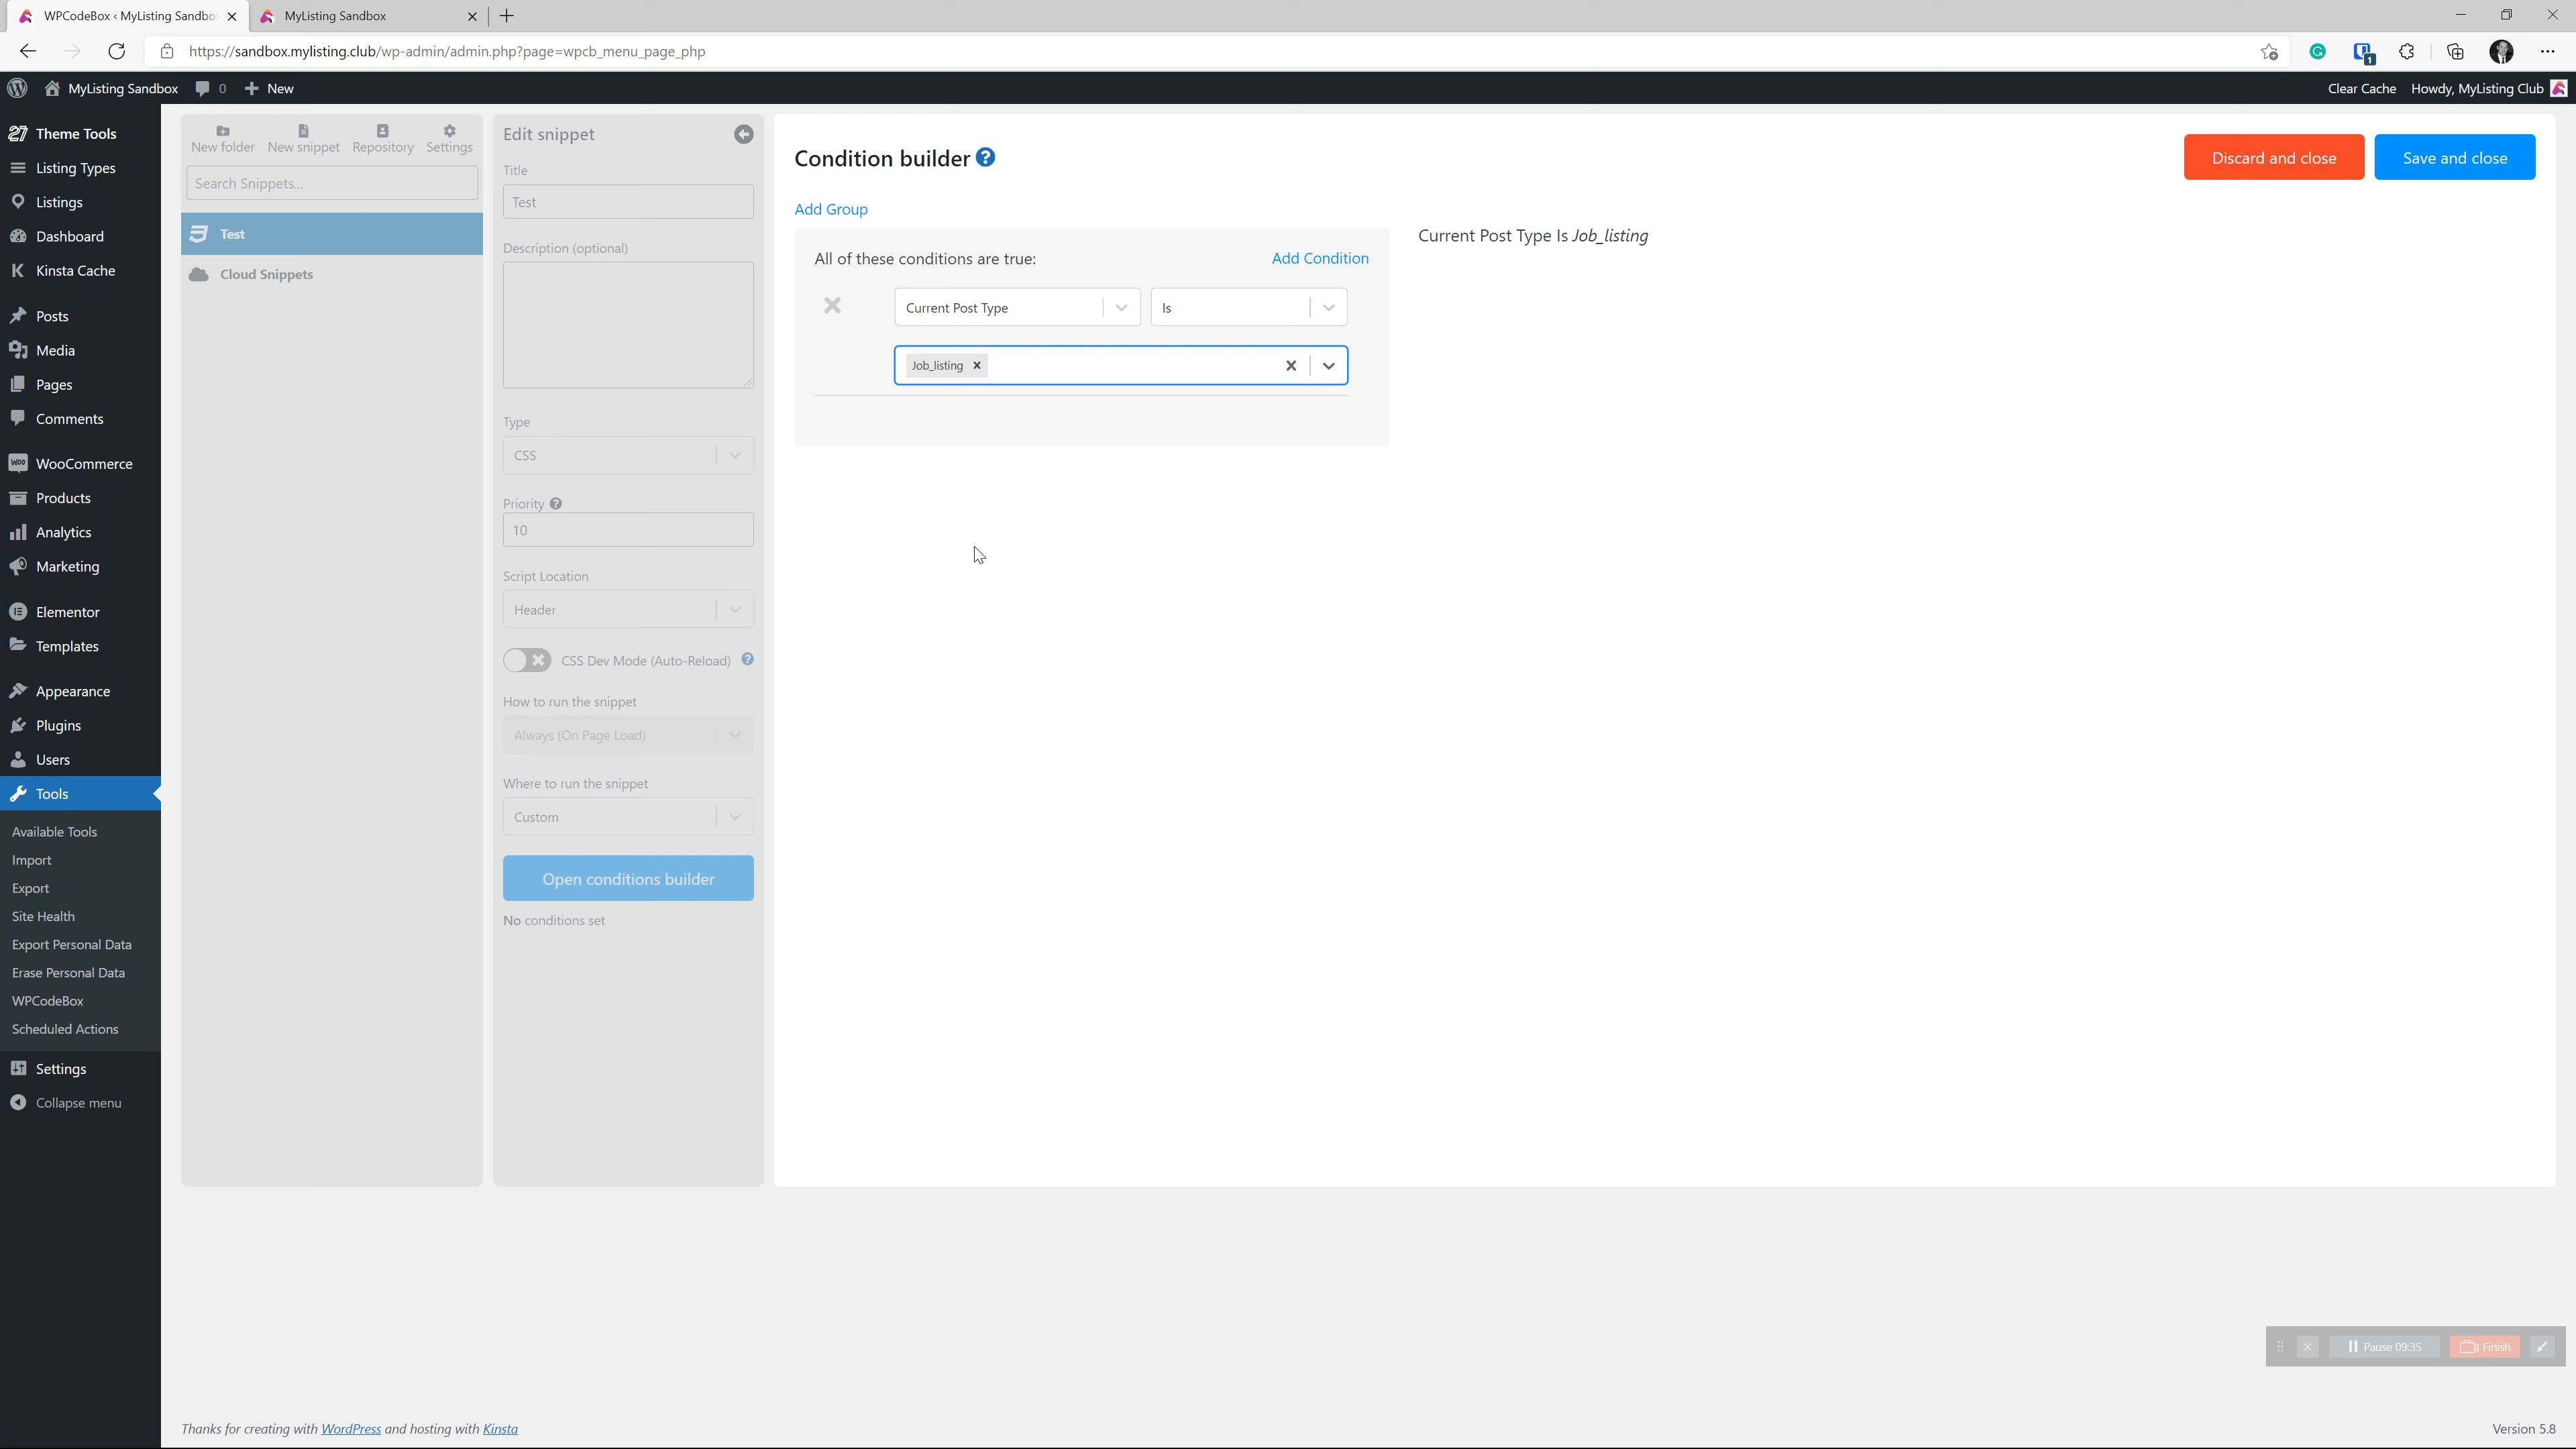 WPCodeBox ‹ MyListing Sandbo
MyListing Sandbox
https://sandbox.mylisting.club/wp-admin/admin.php?page=wpcb_menu_page_php
1
MyListing Sandbox
0
New
Clear Cache
Howdy, MyListing Club
27 Theme Tools
Listing Types
Listings
Dashboard
K Kinsta Cache
Posts
Media
Pages
Comments
Woo WooCommerce
Products
Analytics
Marketing
Elementor
Templates
Appearance
Plugins
Users
Tools
Available Tools
Import
Export
Site Health
Export Personal Data
Erase Personal Data
WPCodeBox
Scheduled Actions
Settings
Collapse menu
New folder
New snippet
Repository
Settings
Search Snippets...
Test
Cloud Snippets
Edit snippet
Title
Test
Description (optional)
Type
CSS
Priority ?
10
Script Location
Header
CSS Dev Mode (Auto-Reload) ?
How to run the snippet
Always (On Page Load)
Where to run the snippet
Custom
Open conditions builder
No conditions set
Condition builder ?
Discard and close
Save and close
Add Group
All of these conditions are true:
Add Condition
Current Post Type
Is
Job_listing
Current Post Type Is Job_listing
Pause 09:35
Finish
Thanks for creating with WordPress and hosting with Kinsta
Version 5.8